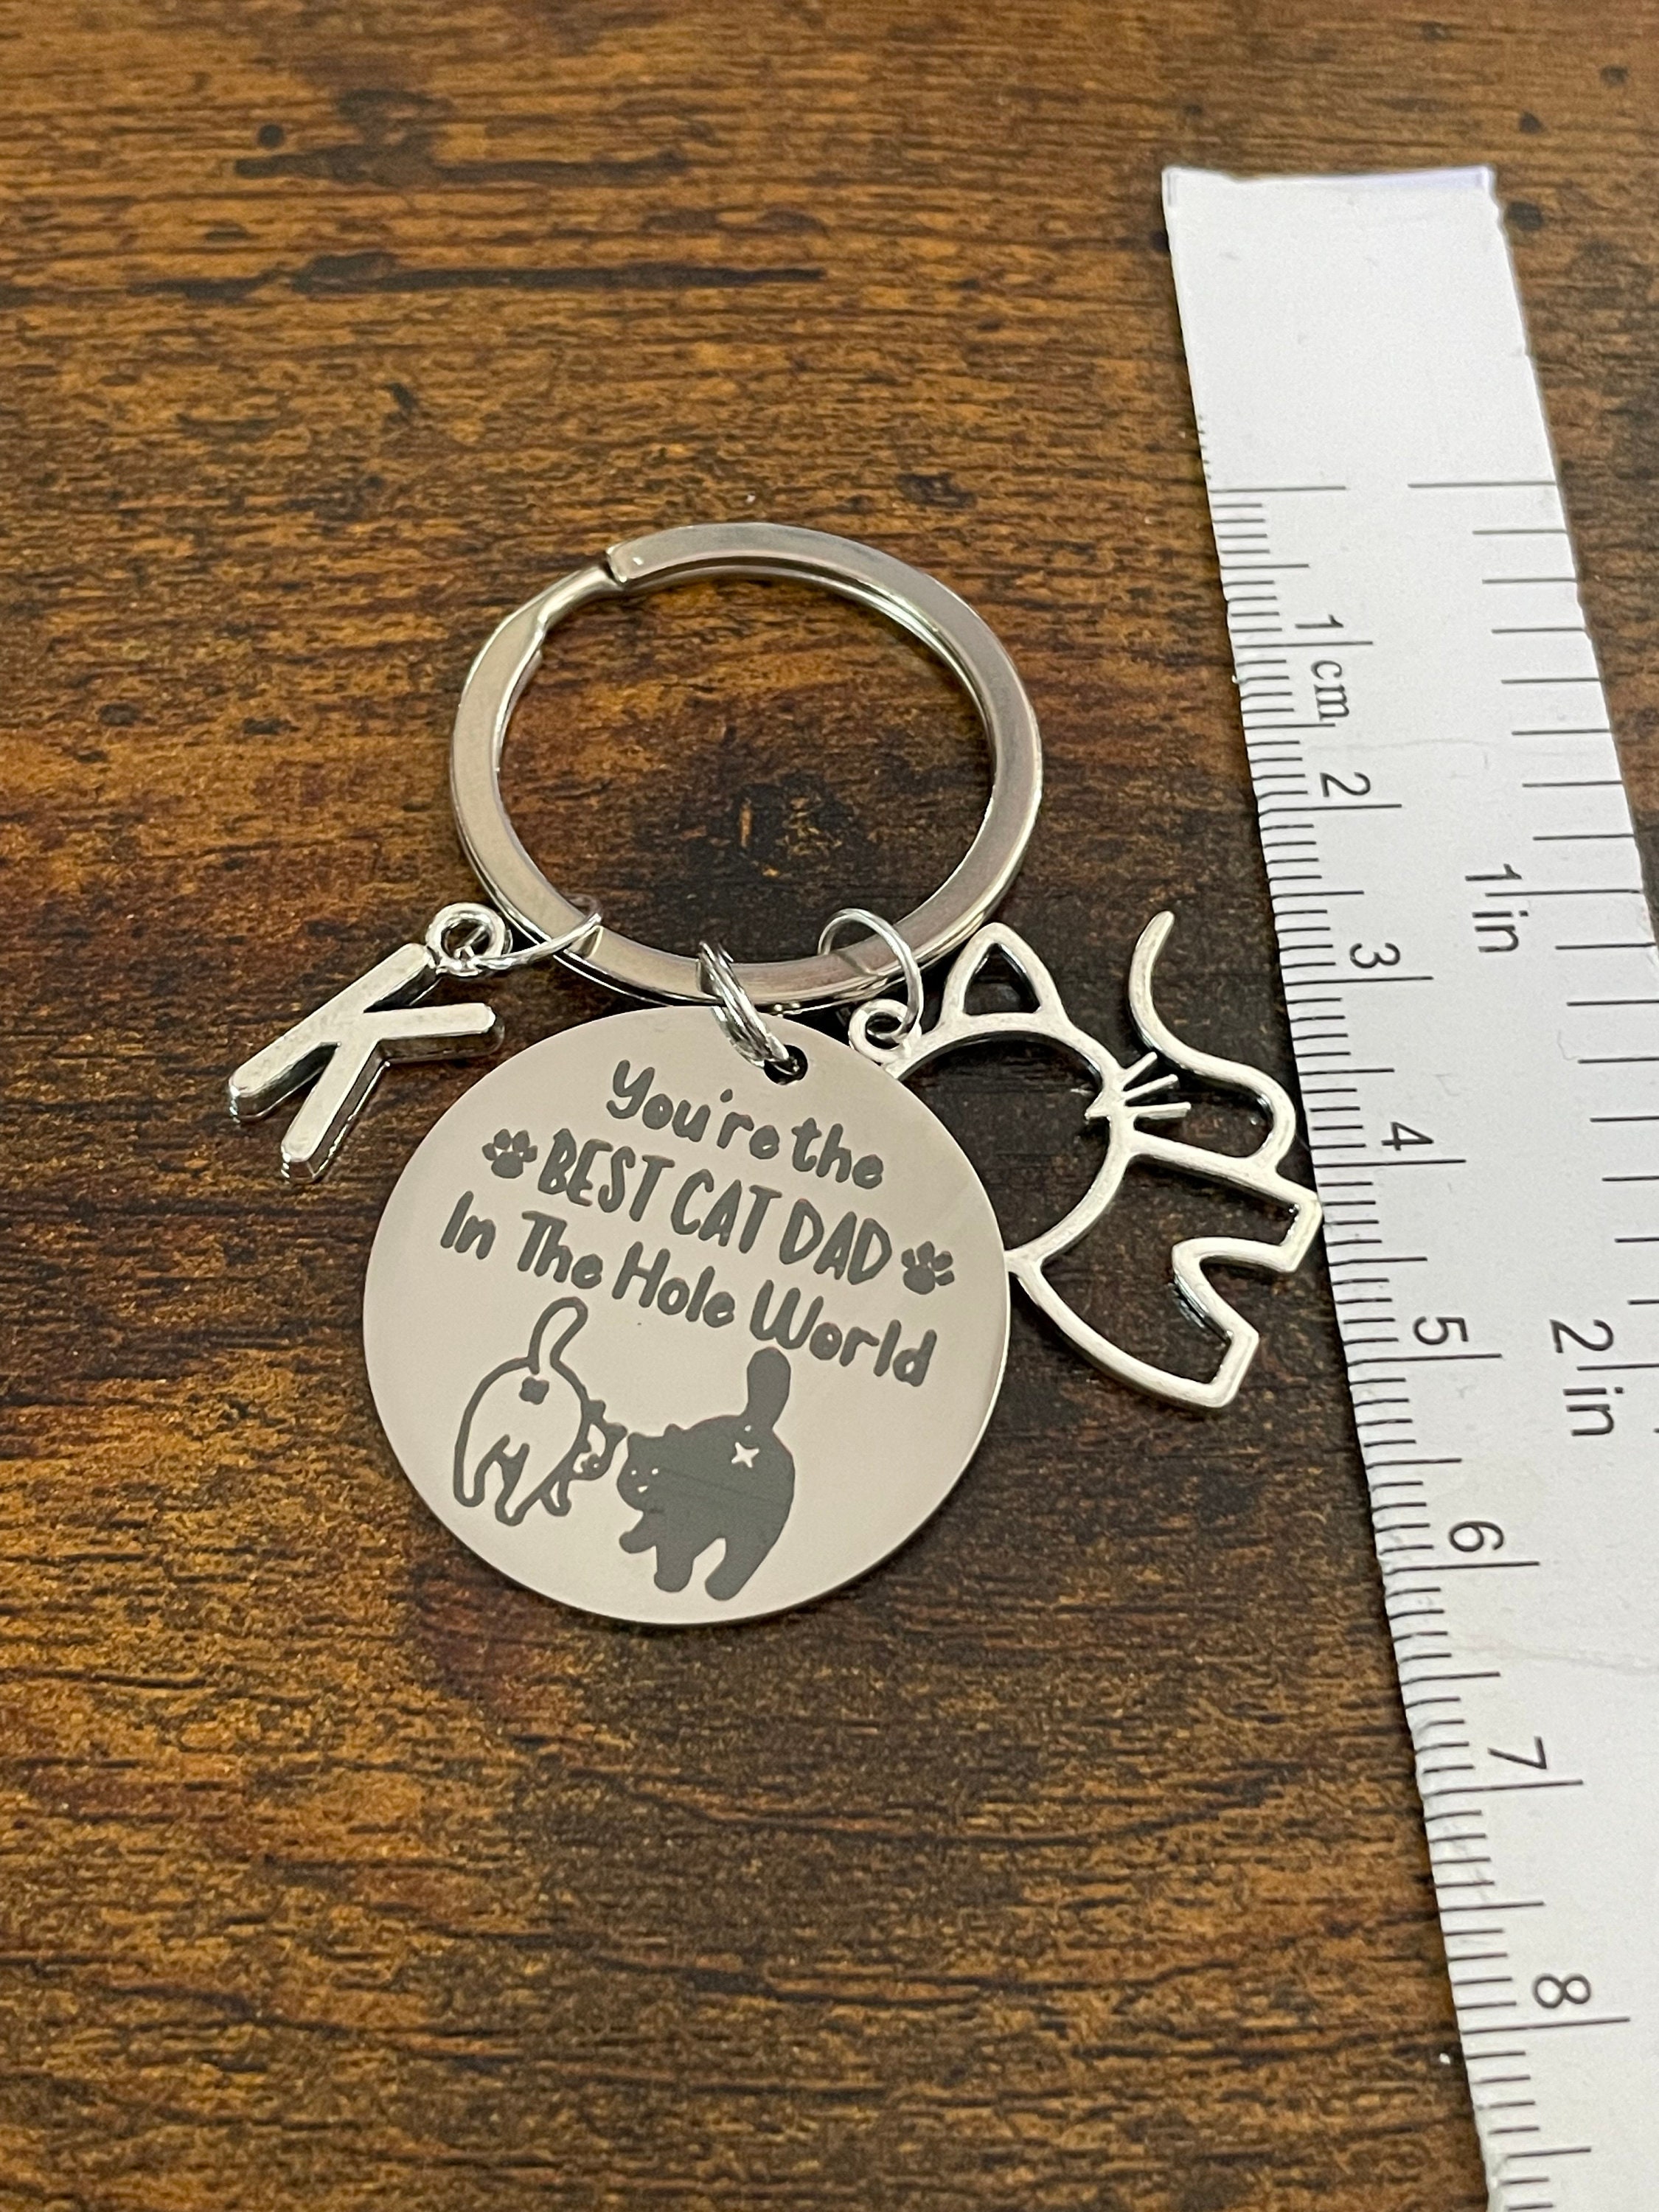 You're the
BEST CAT DAD
In The Hole World
K
1 cm
2
3
4
5
6
7
8
1 in
2 in